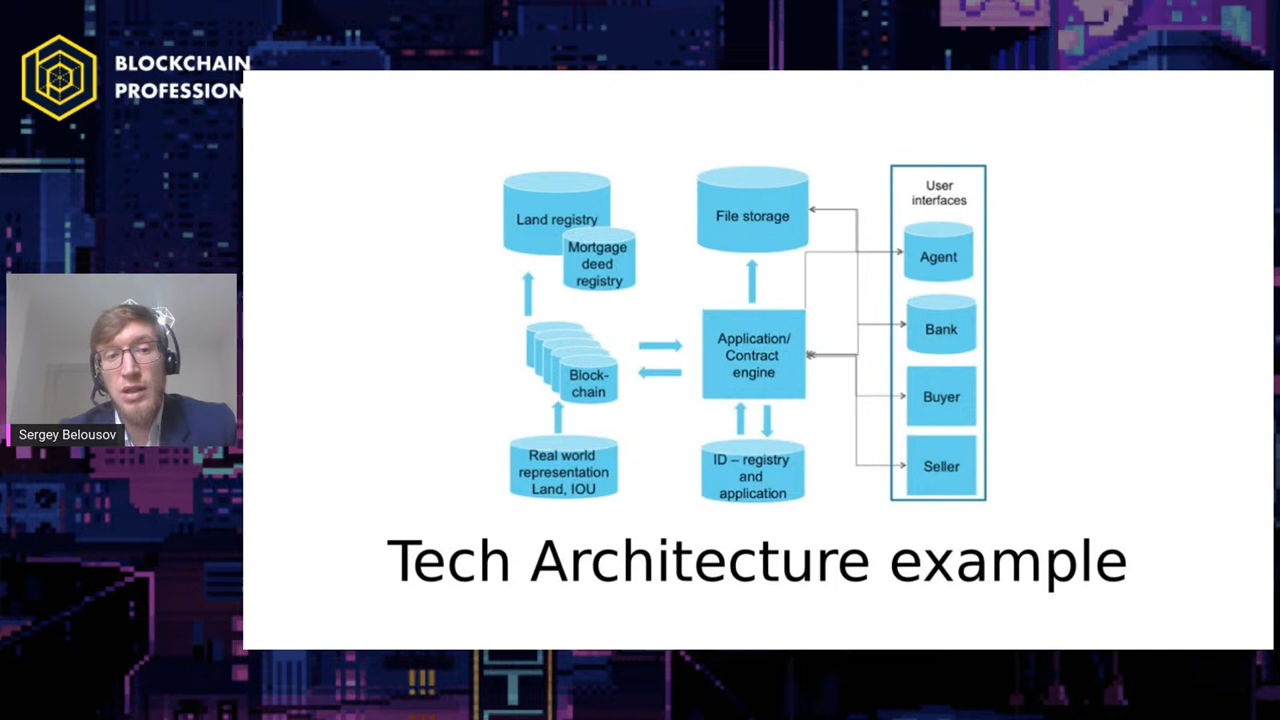 BLOCKCHAIN
PROFESSION
Sergey Belousov
Land registry
Mortgage
deed
registry
Block-
chain
Real world
representation
Land, IOU
File storage
Application/
Contract
engine
ID – registry
and
application
User
interfaces
Agent
Bank
Buyer
Seller
Tech Architecture example